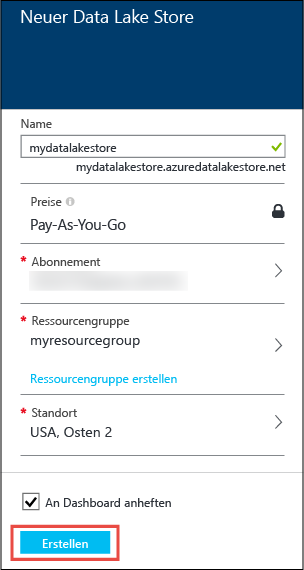 Neuer Data Lake Store
Name
mydatalakestore
mydatalakestore.azuredatalakestore.net
Preise
Pay-As-You-Go
* Abonnement
* Ressourcengruppe
myresourcegroup
Ressourcengruppe erstellen
* Standort
USA, Osten 2
An Dashboard anheften
Erstellen